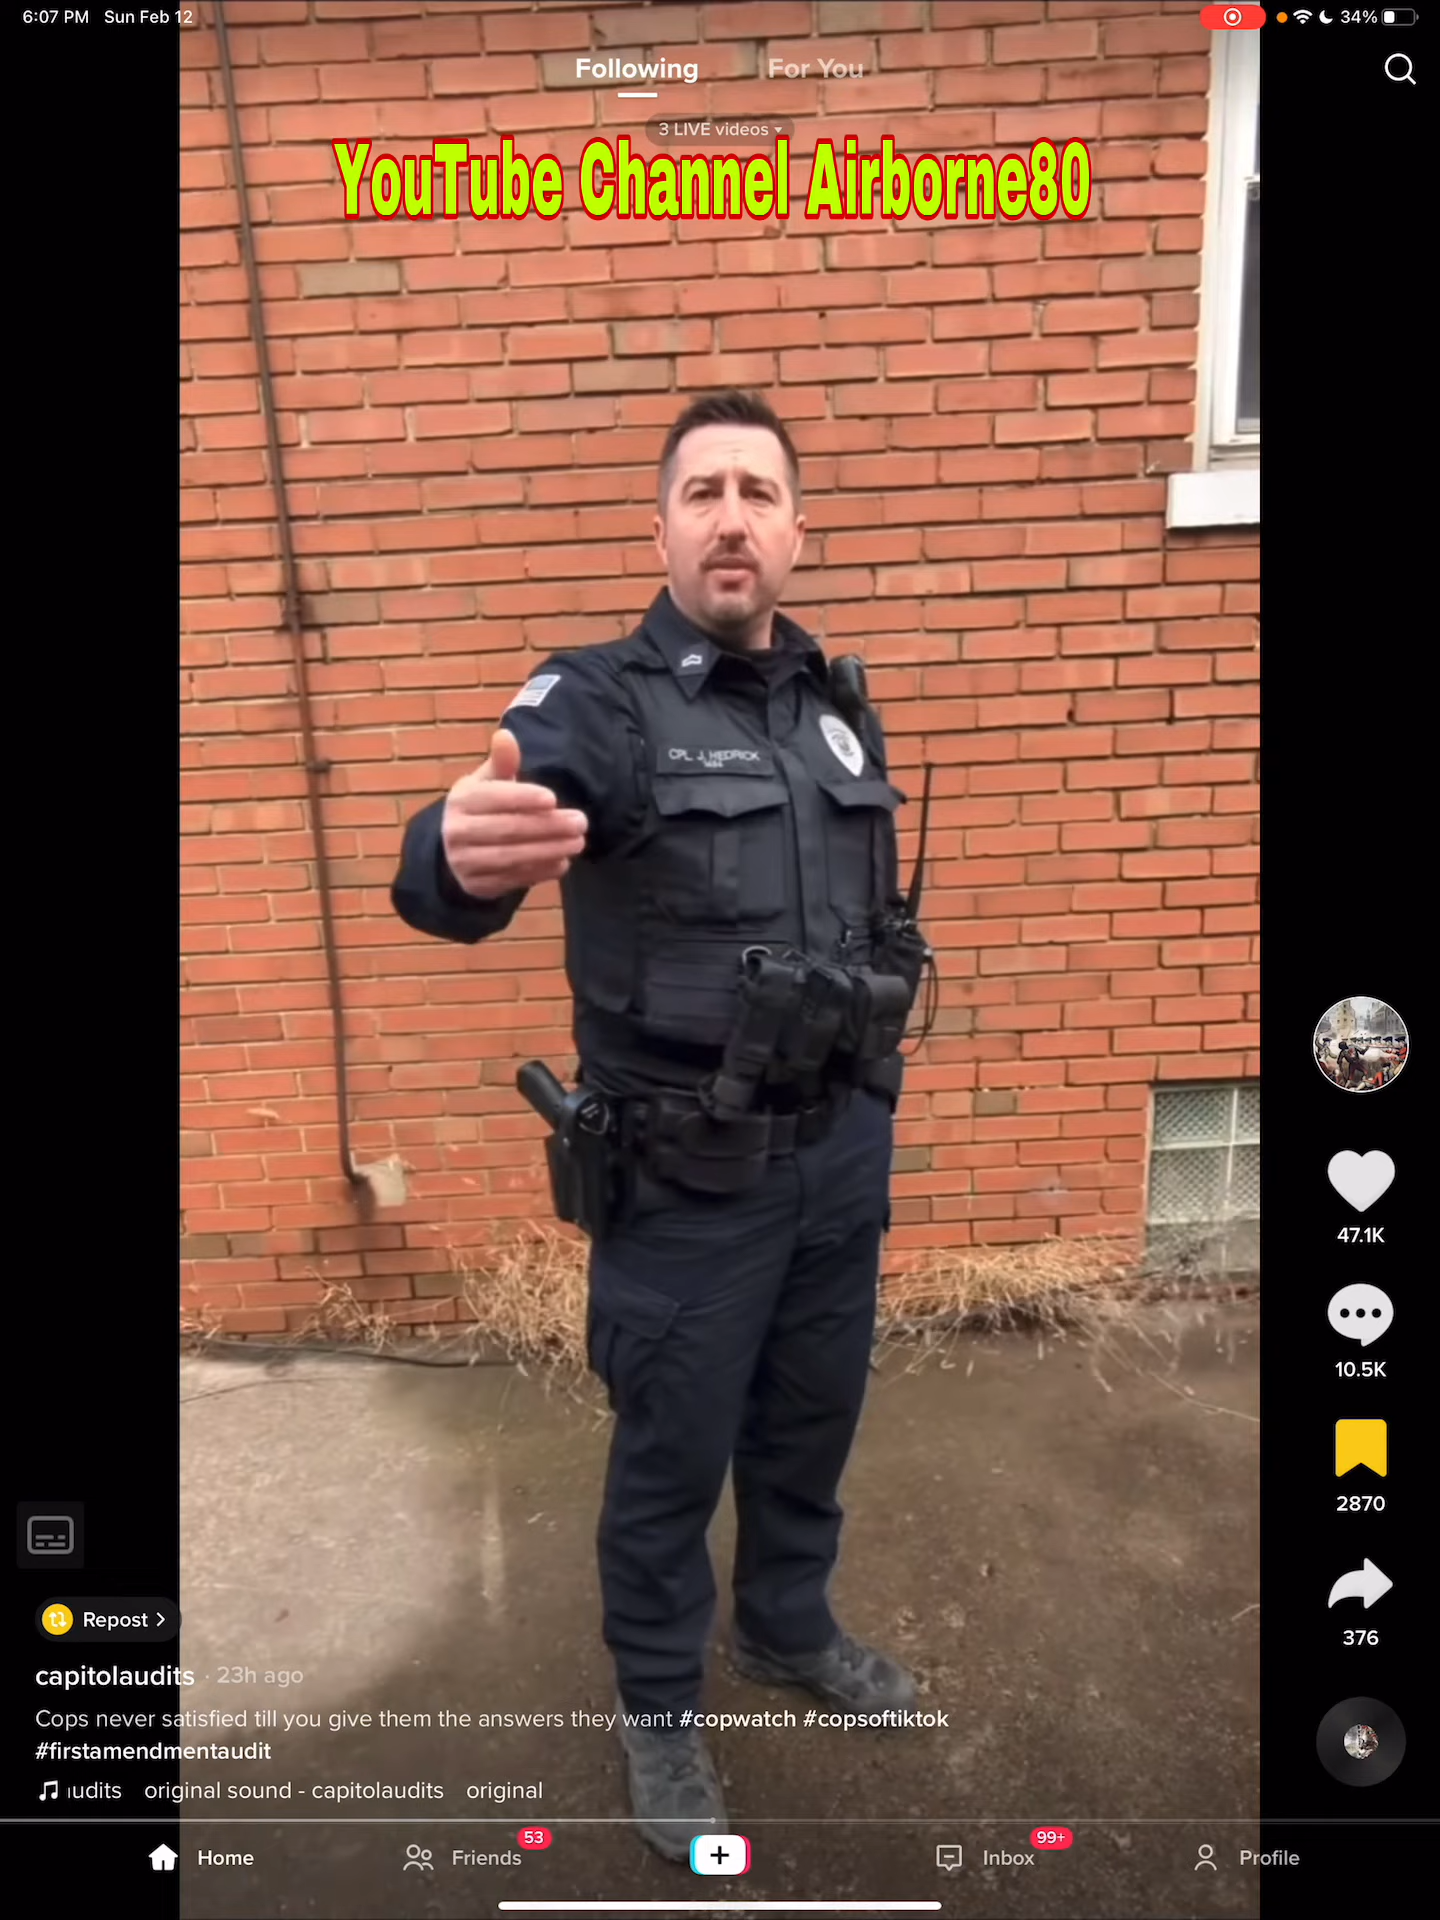 6:07 PM Sun Feb 12
34%
Following For You
3 LIVE videos
YouTube Channel Airborne80
CPL. J. HEDRICK
47.1K
10.5K
2870
376
Repost >
capitolaudits · 23h ago
Cops never satisfied till you give them the answers they want #copwatch #copsoftiktok
#firstamendmentaudit
udits original sound - capitolaudits original
53
99+
Home Friends Inbox Profile